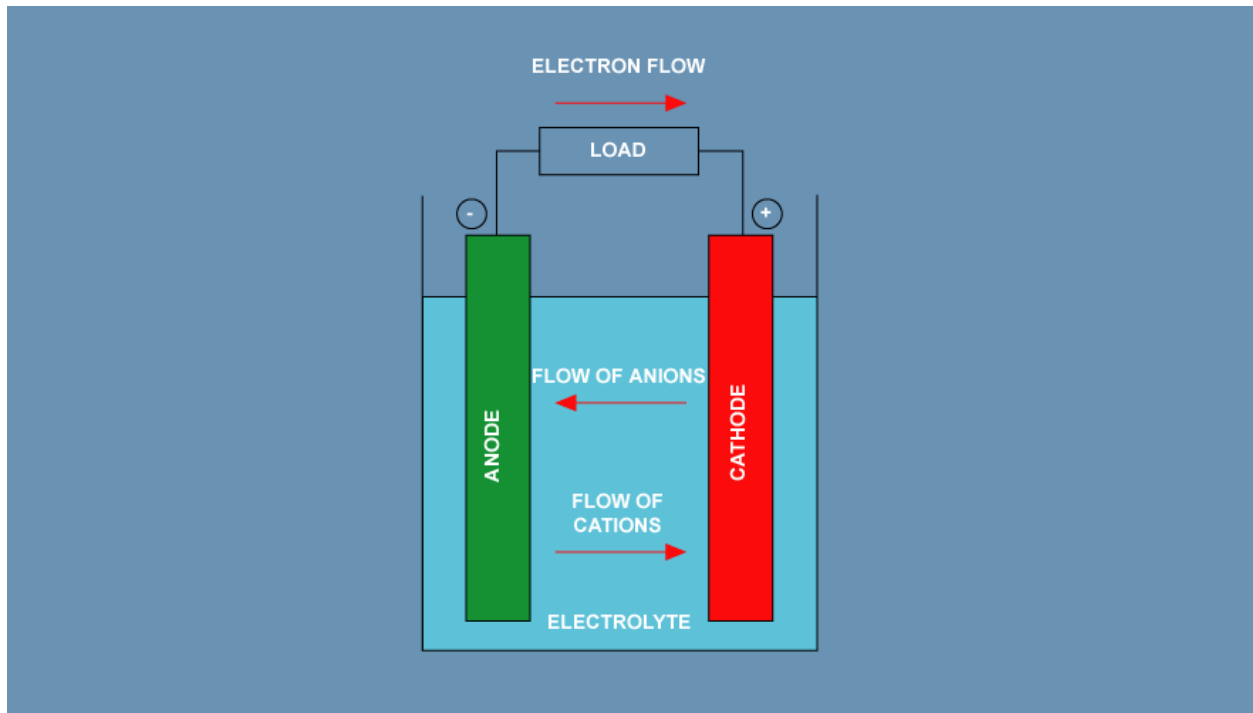 ELECTRON FLOW
LOAD
-
+
FLOW OF ANIONS
ANODE
CATHODE
FLOW OF
CATIONS
ELECTROLYTE